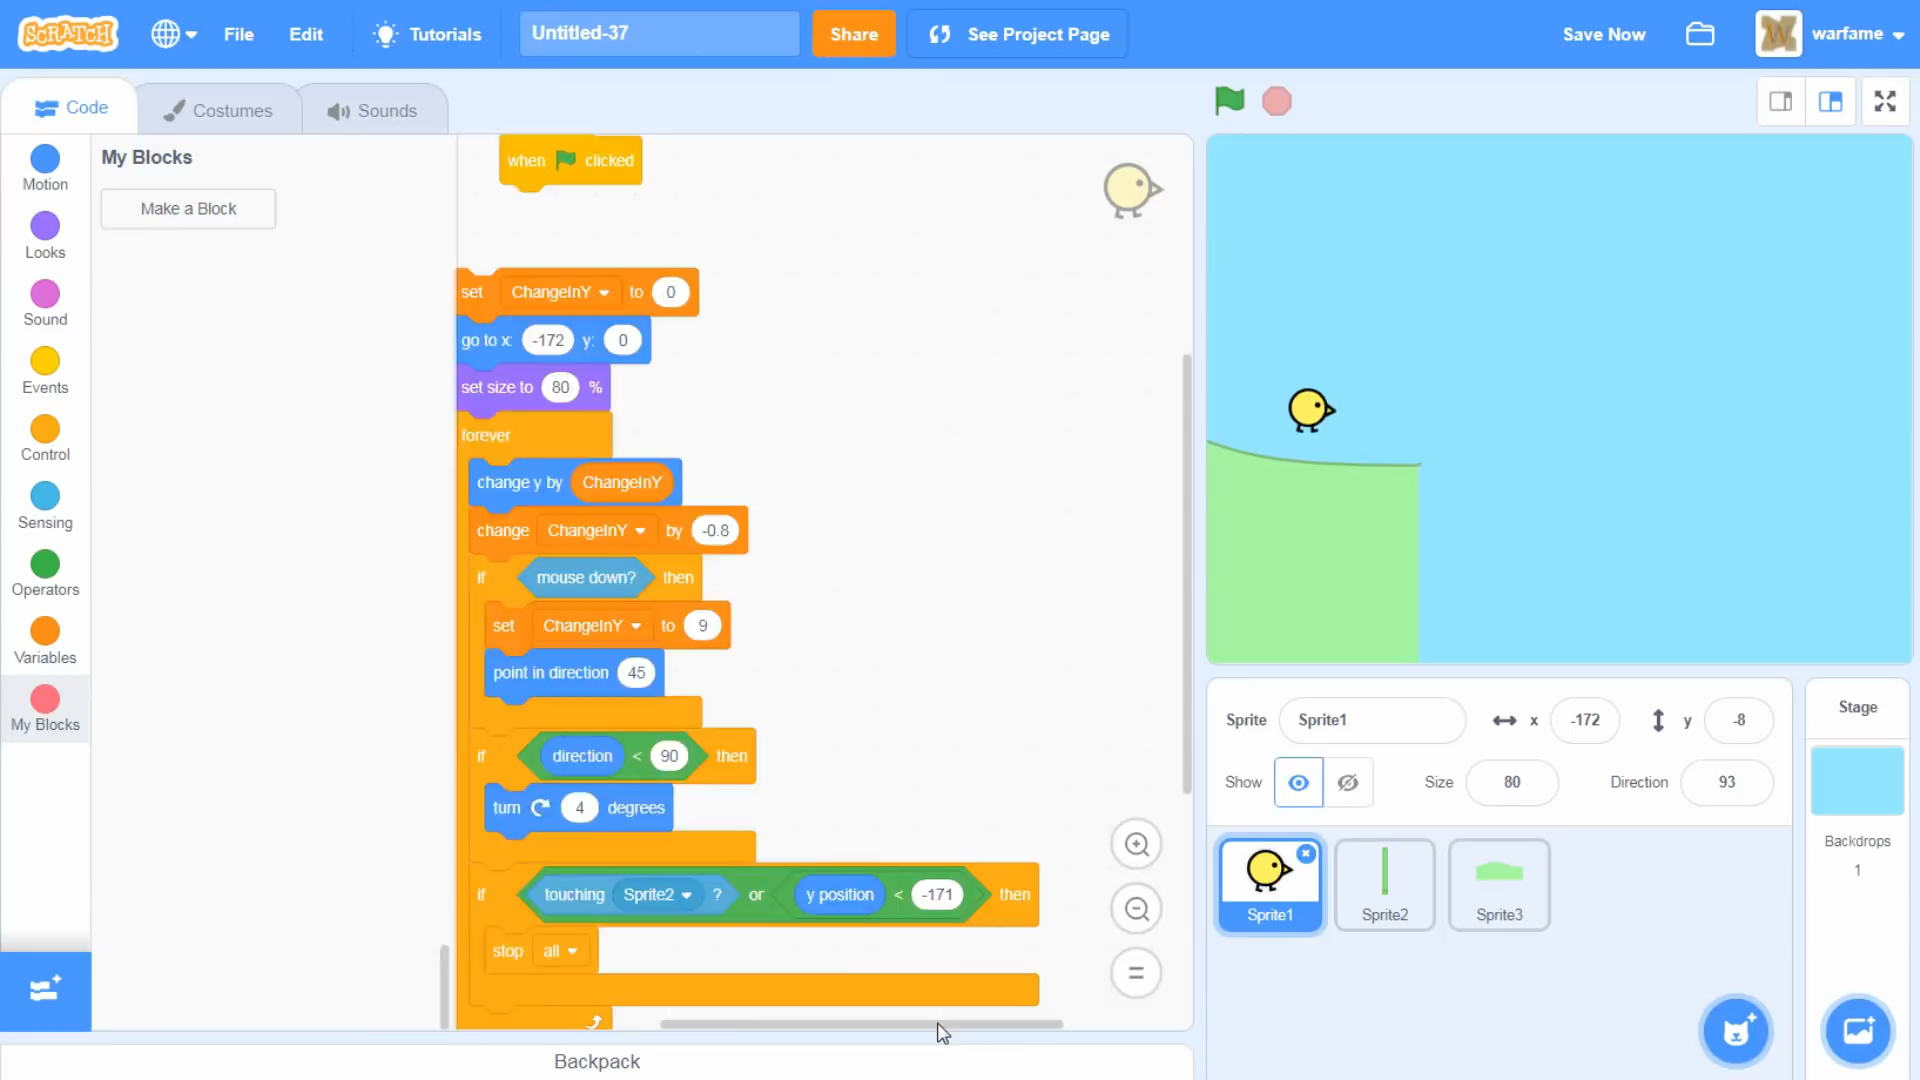 SCRATCH File Edit Tutorials Untitled-37 Share See Project Page Save Now warfame
Code Costumes Sounds
My Blocks
Make a Block
Motion
Looks
Sound
Events
Control
Sensing
Operators
Variables
My Blocks
when clicked
set ChangeInY to 0
go to x: -172 y: 0
set size to 80 %
forever
change y by ChangeInY
change ChangeInY by -0.8
if mouse down? then
set ChangeInY to 9
point in direction 45
if direction < 90 then
turn 4 degrees
if touching Sprite2 ? or y position < -171 then
stop all
=
Backpack
Sprite Sprite1 x -172 y -8
Show Size 80 Direction 93
Sprite1 Sprite2 Sprite3
Stage
Backdrops
1